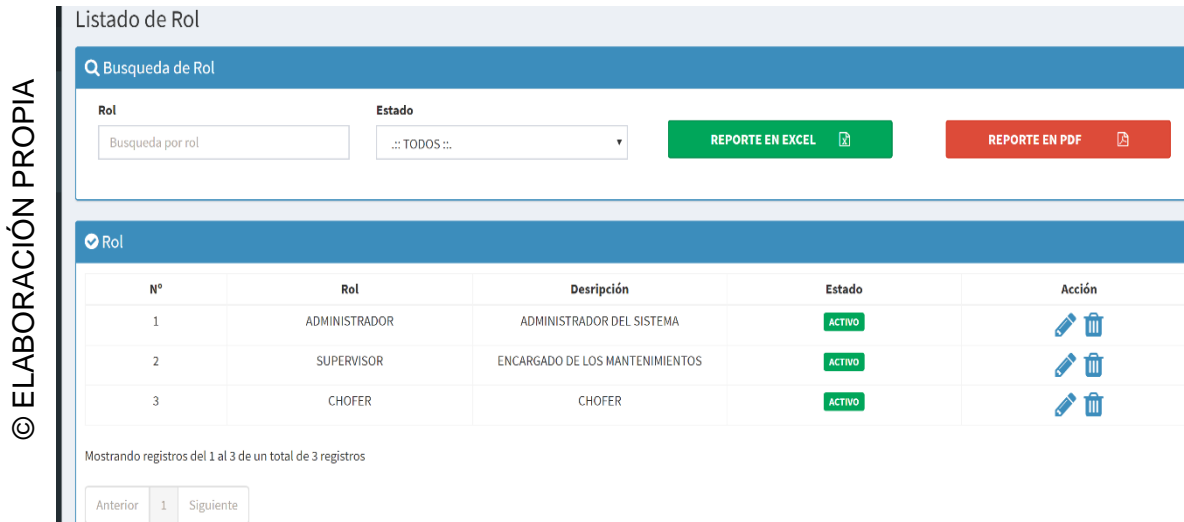 © ELABORACIÓN PROPIA
Listado de Rol
Busqueda de Rol
Rol Estado
Busqueda por rol .:: TODOS ::. REPORTE EN EXCEL REPORTE EN PDF
Rol
N° Rol Desripción Estado Acción
1 ADMINISTRADOR ADMINISTRADOR DEL SISTEMA ACTIVO
2 SUPERVISOR ENCARGADO DE LOS MANTENIMIENTOS ACTIVO
3 CHOFER CHOFER ACTIVO
Mostrando registros del 1 al 3 de un total de 3 registros
Anterior 1 Siguiente